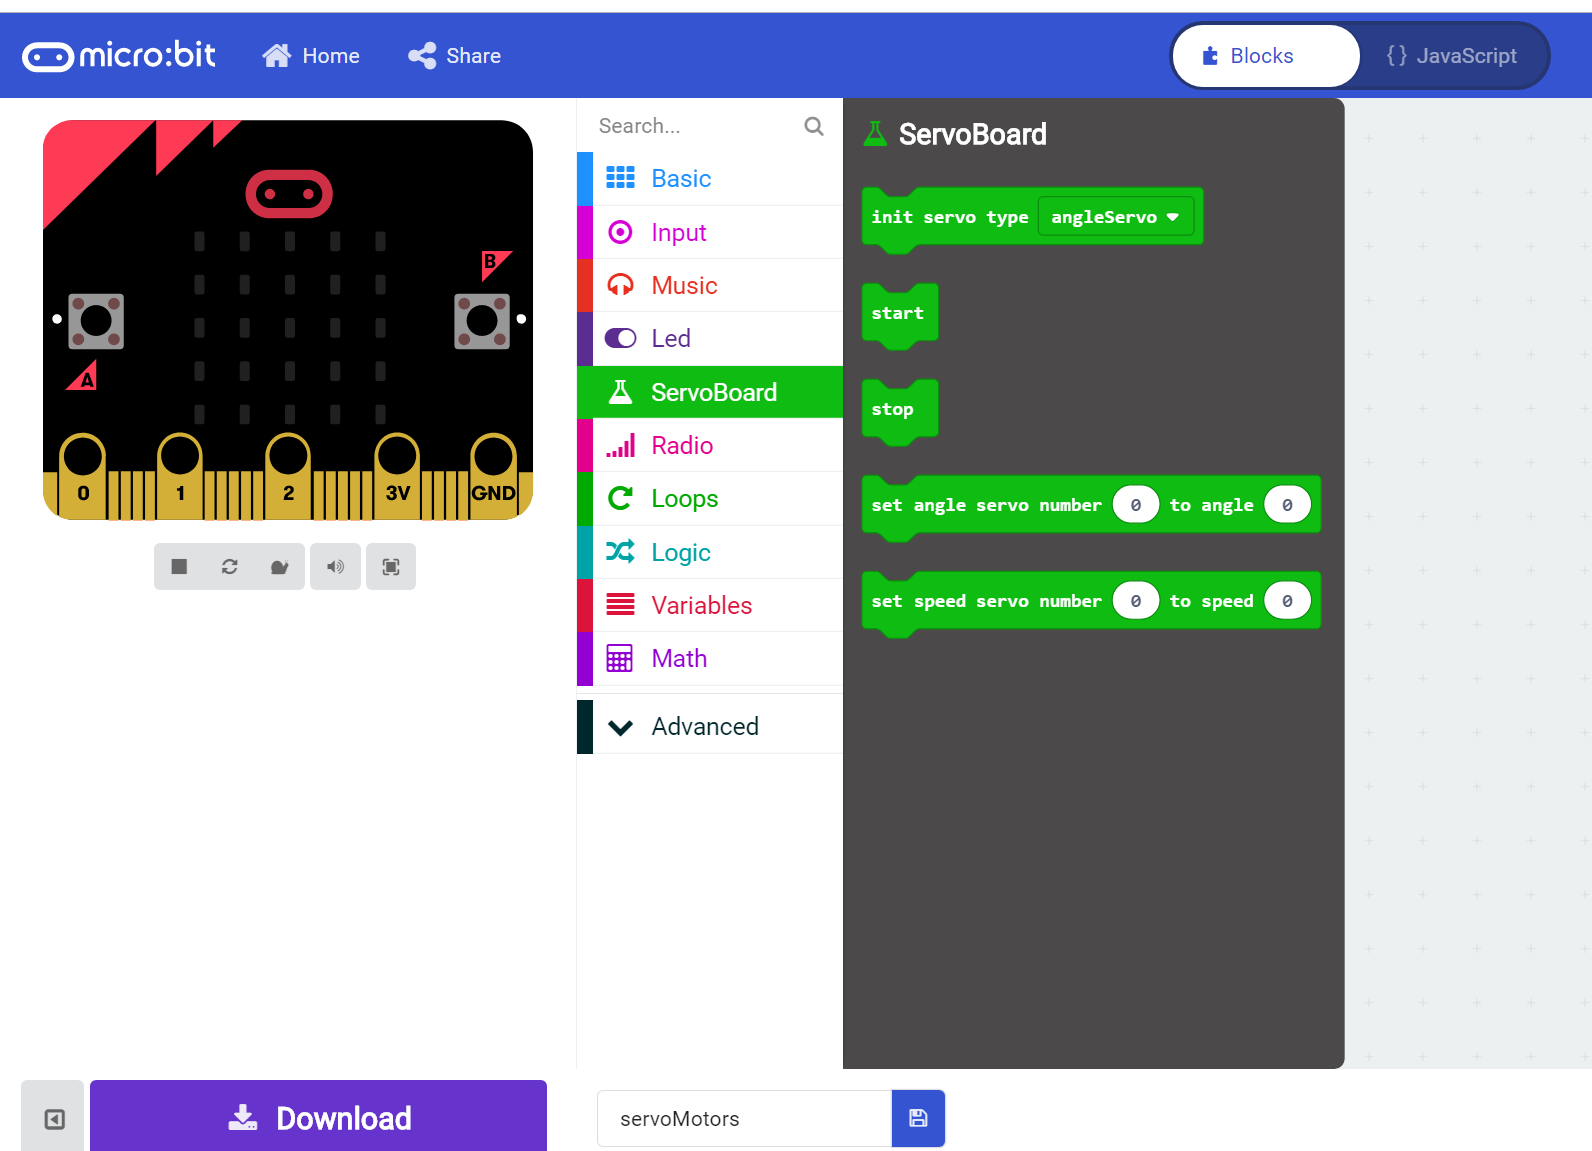 micro:bit
Home
Share
Blocks
{} JavaScript
B
A
0
1
2
3V
GND
Download
Search...
Basic
Input
Music
Led
ServoBoard
Radio
Loops
Logic
Variables
Math
Advanced
ServoBoard
init servo type angleServo
start
stop
set angle servo number 0 to angle 0
set speed servo number 0 to speed 0
servoMotors